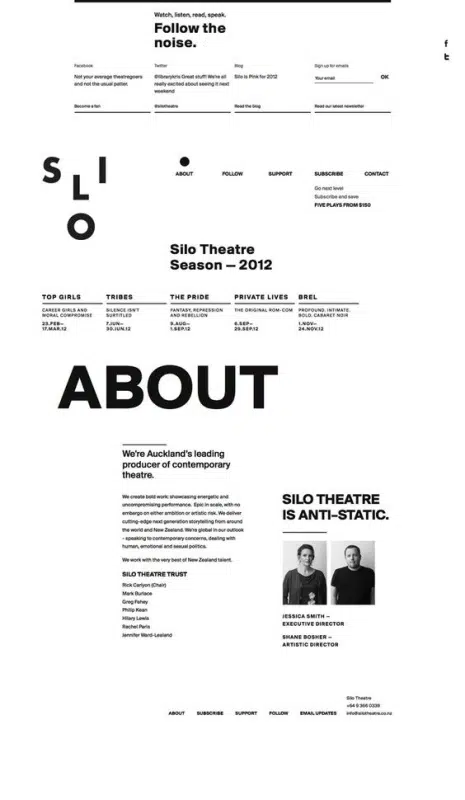 Watch, listen, read, speak.
Follow the
noise.
Facebook
Not your average theatregoers
and not the usual patter.
Become a fan
Twitter
Great stuff! We're all
really excited about seeing it next
weekend
Blog
Silo is Pink for 2012
Read the blog
Sign up for emails
Your email
OK
Read our latest newsletter
f
t
SILO
ABOUT
FOLLOW
SUPPORT
SUBSCRIBE
CONTACT
Go next level
Subscribe and save
FIVE PLAYS FROM $150
Silo Theatre
Season – 2012
TOP GIRLS
CAREER GIRLS AND
MORAL COMPROMISE
23.FEB–
17.MAR.12
TRIBES
SILENCE ISN'T
SURTITLED
7.JUN–
30.JUN.12
THE PRIDE
FANTASY, REPRESSION
AND REBELLION
9.AUG–
1.SEP.12
PRIVATE LIVES
THE ORIGINAL ROM-COM
6.SEP–
BREL
PROFOUND. INTIMATE.
BOLD. CABARET NOIR
1.NOV–
24.NOV.12
ABOUT
We're Auckland's leading
producer of contemporary
theatre.
We create bold work: showcasing energetic and
uncompromising performance. Epic in scale, with no
embargo on either ambition or artistic risk. We deliver
cutting-edge next generation storytelling from around
the world and New Zealand. We're global in our outlook
- speaking to contemporary concerns, dealing with
human, emotional and sexual politics.
We work with the very best of New Zealand talent.
SILO THEATRE TRUST
Rick Carlyon (Chair)
Mark Burlace
Greg Fahey
Philip Kean
Hilary Lewis
Rachel Paris
Jennifer Ward-Lealand
SILO THEATRE
IS ANTI–STATIC.
JESSICA SMITH –
EXECUTIVE DIRECTOR
SHANE BOSHER –
ARTISTIC DIRECTOR
ABOUT
SUBSCRIBE
SUPPORT
FOLLOW
EMAIL UPDATES
Silo Theatre
+64 9 366 0339
info@silotheatre.co.nz